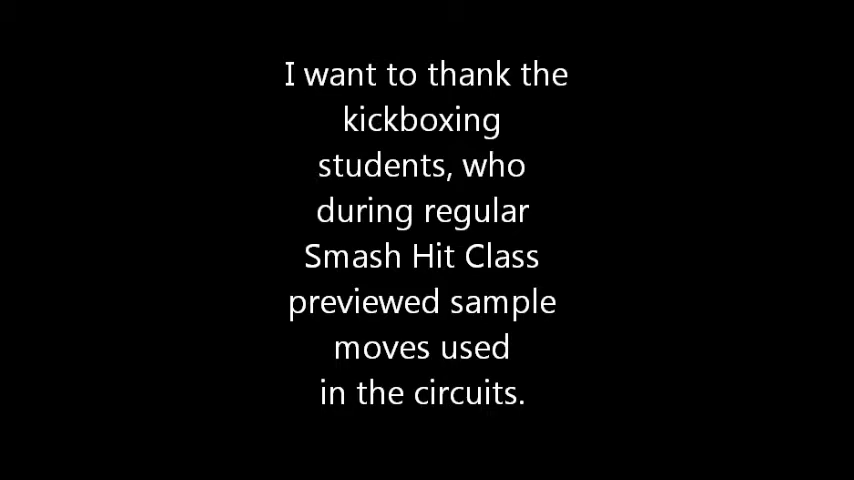 I want to thank the
kickboxing
students, who
during regular
Smash Hit Class
previewed sample
moves used
in the circuits.